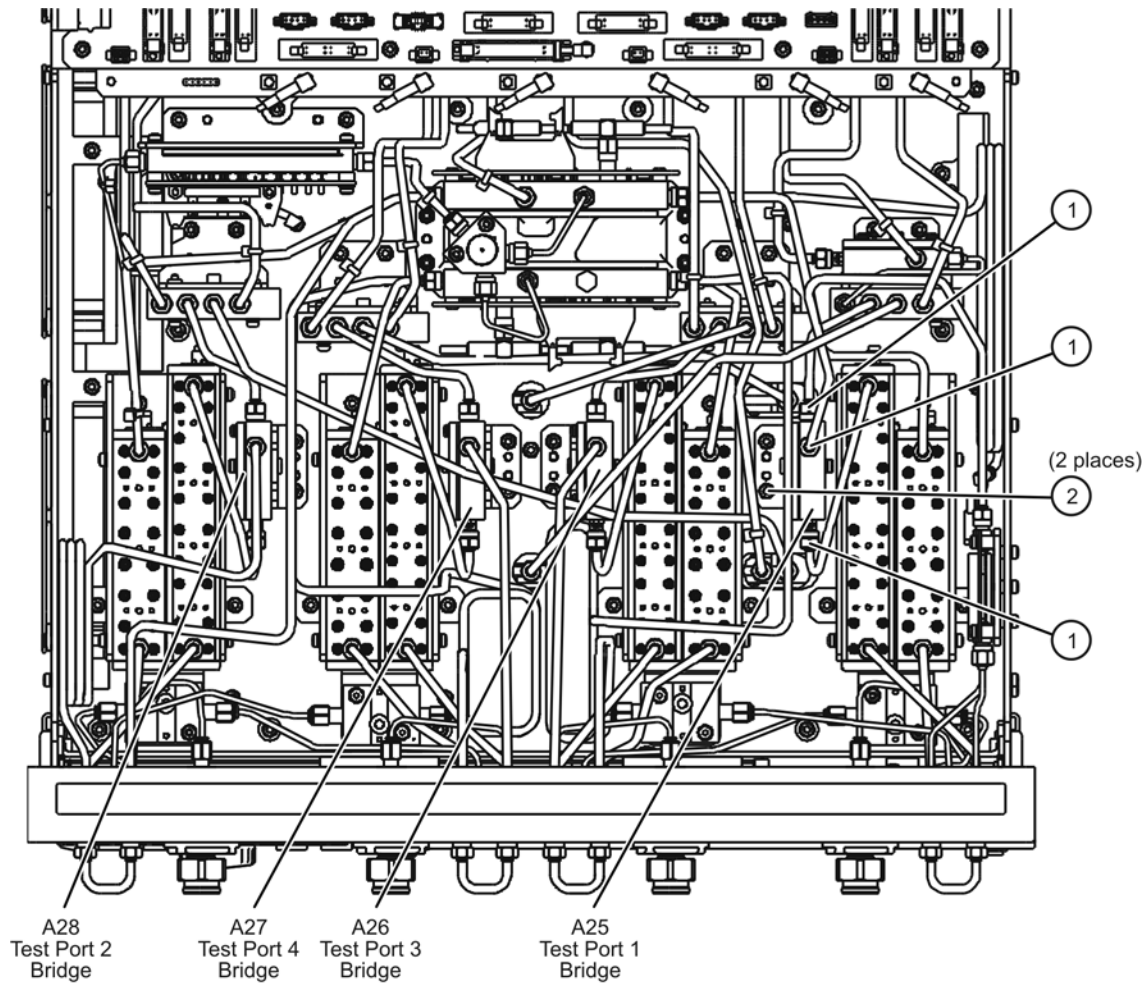 1
1
(2 places)
2
1
A28
Test Port 2
Bridge
A27
Test Port 4
Bridge
A26
Test Port 3
Bridge
A25
Test Port 1
Bridge